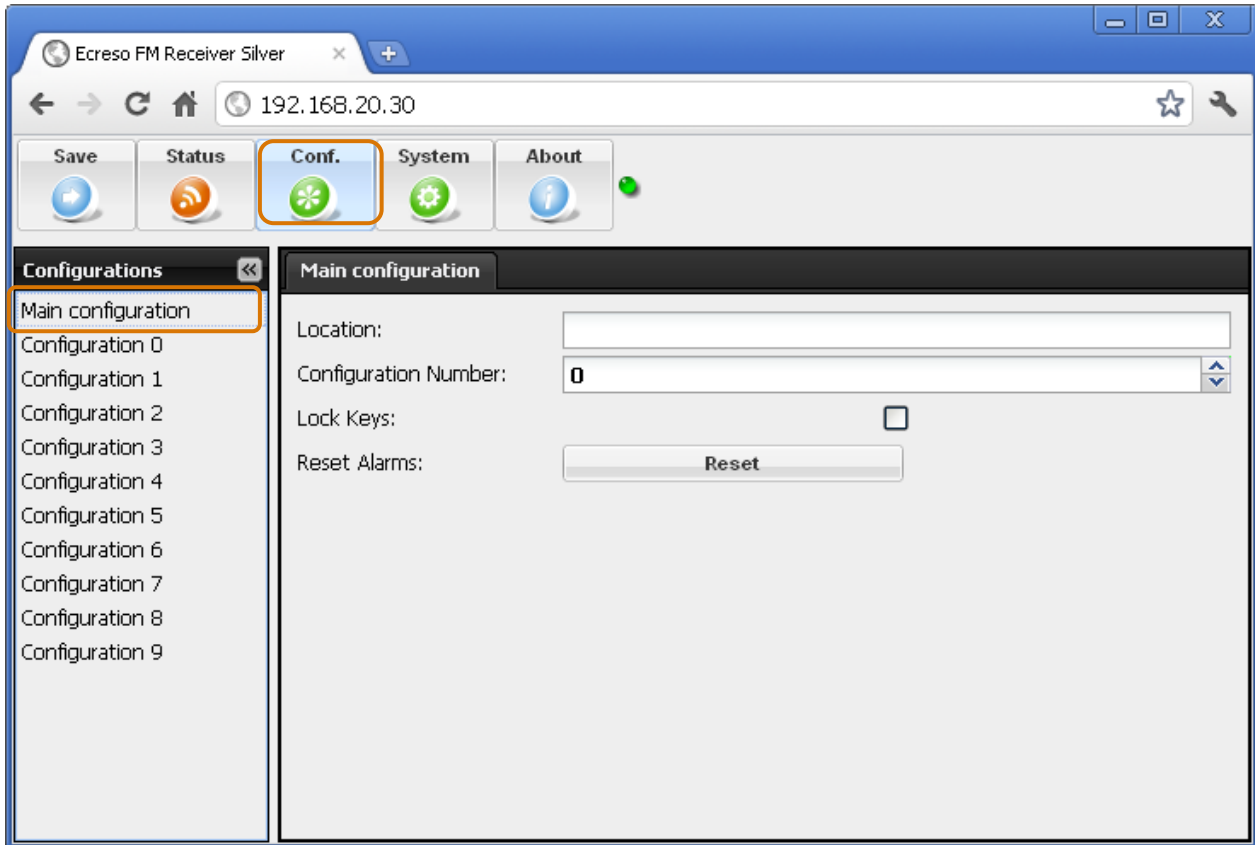 Ecreso FM Receiver Silver
192.168.20.30
Save Status Conf. System About
Configurations
Main configuration
Configuration 0
Configuration 1
Configuration 2
Configuration 3
Configuration 4
Configuration 5
Configuration 6
Configuration 7
Configuration 8
Configuration 9
Main configuration
Location:
Configuration Number: 0
Lock Keys:
Reset Alarms: Reset